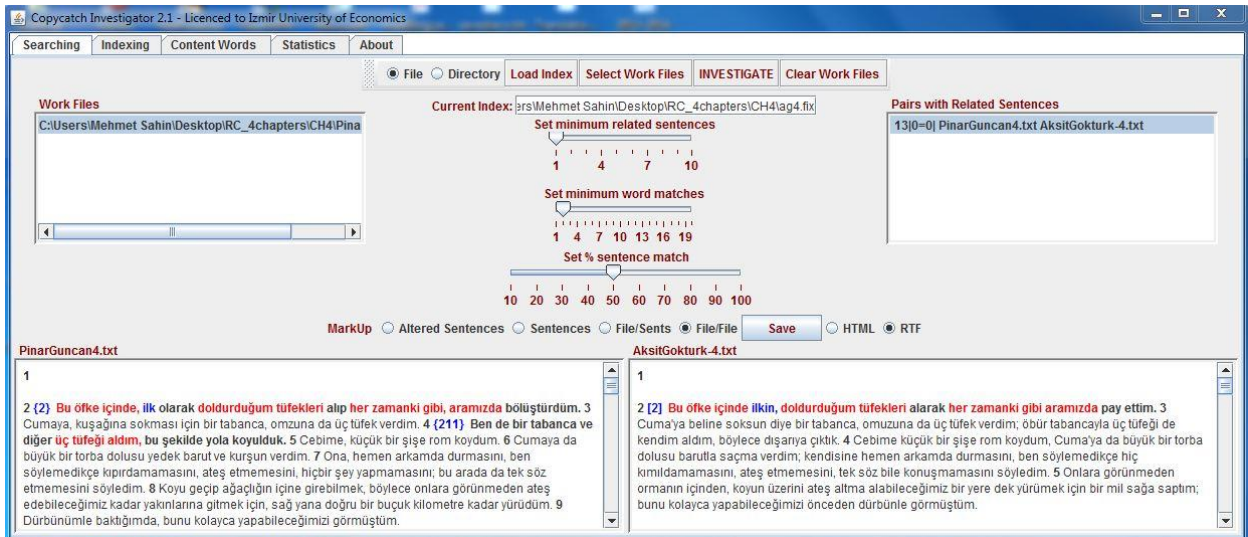 Copycatch Investigator 2.1 - Licenced to Izmir University of Economics
Searching Indexing Content Words Statistics About
File Directory Load Index Select Work Files INVESTIGATE Clear Work Files
Work Files
C:\Users\Mehmet Sahin\Desktop\RC_4chapters\CH4\Pina
Current Index: ers\Mehmet Sahin\Desktop\RC_4chapters\CH4\ag4.fix
Set minimum related sentences
1 4 7 10
Set minimum word matches
1 4 7 10 13 16 19
Set % sentence match
10 20 30 40 50 60 70 80 90 100
Pairs with Related Sentences
13|0=0| PinarGuncan4.txt AksitGokturk-4.txt
MarkUp Altered Sentences Sentences File/Sents File/File Save HTML RTF
PinarGuncan4.txt
1
2 {2} Bu öfke içinde, ilk olarak doldurduğum tüfekleri alıp her zamanki gibi, aramızda bölüştürdüm. 3
Cumaya, kuşağına sokması için bir tabanca, omzuna da üç tüfek verdim. 4 {211} Ben de bir tabanca ve
diğer üç tüfeği aldım, bu şekilde yola koyulduk. 5 Cebime, küçük bir şişe rom koydum. 6 Cumaya da
büyük bir torba dolusu yedek barut ve kurşun verdim. 7 Ona, hemen arkamda durmasını, ben
söylemedikçe kıpırdamamasını, ateş etmemesini, hiçbir şey yapmamasını; bu arada da tek söz
etmemesini söyledim. 8 Koyu geçip ağaçlığın içine girebilmek, böylece onlara görünmeden ateş
edebileceğimiz kadar yakınlarına gitmek için, sağ yana doğru bir buçuk kilometre kadar yürüdüm. 9
Dürbünümle baktığımda, bunu kolayca yapabileceğimizi görmüştüm.
AksitGokturk-4.txt
1
2 [2] Bu öfke içinde ilkin, doldurduğum tüfekleri alarak her zamanki gibi aramızda pay ettim. 3
Cuma'ya beline soksun diye bir tabanca, omuzuna da üç tüfek verdim; öbür tabancayla üç tüfeği de
kendim aldım, böylece dışarıya çıktık. 4 Cebime küçük bir şişe rom koydum, Cuma'ya da büyük bir torba
dolusu barutla saçma verdim; kendisine hemen arkamda durmasını, ben söylemedikçe hiç
kımıldamamasını, ateş etmemesini, tek söz bile konuşmamasını söyledim. 5 Onlara görünmeden
ormanın içinden, koyun üzerini ateş altma alabileceğimiz bir yere dek yürümek için bir mil sağa saptım;
bunu kolayca yapabileceğimizi önceden dürbünle görmüştüm.